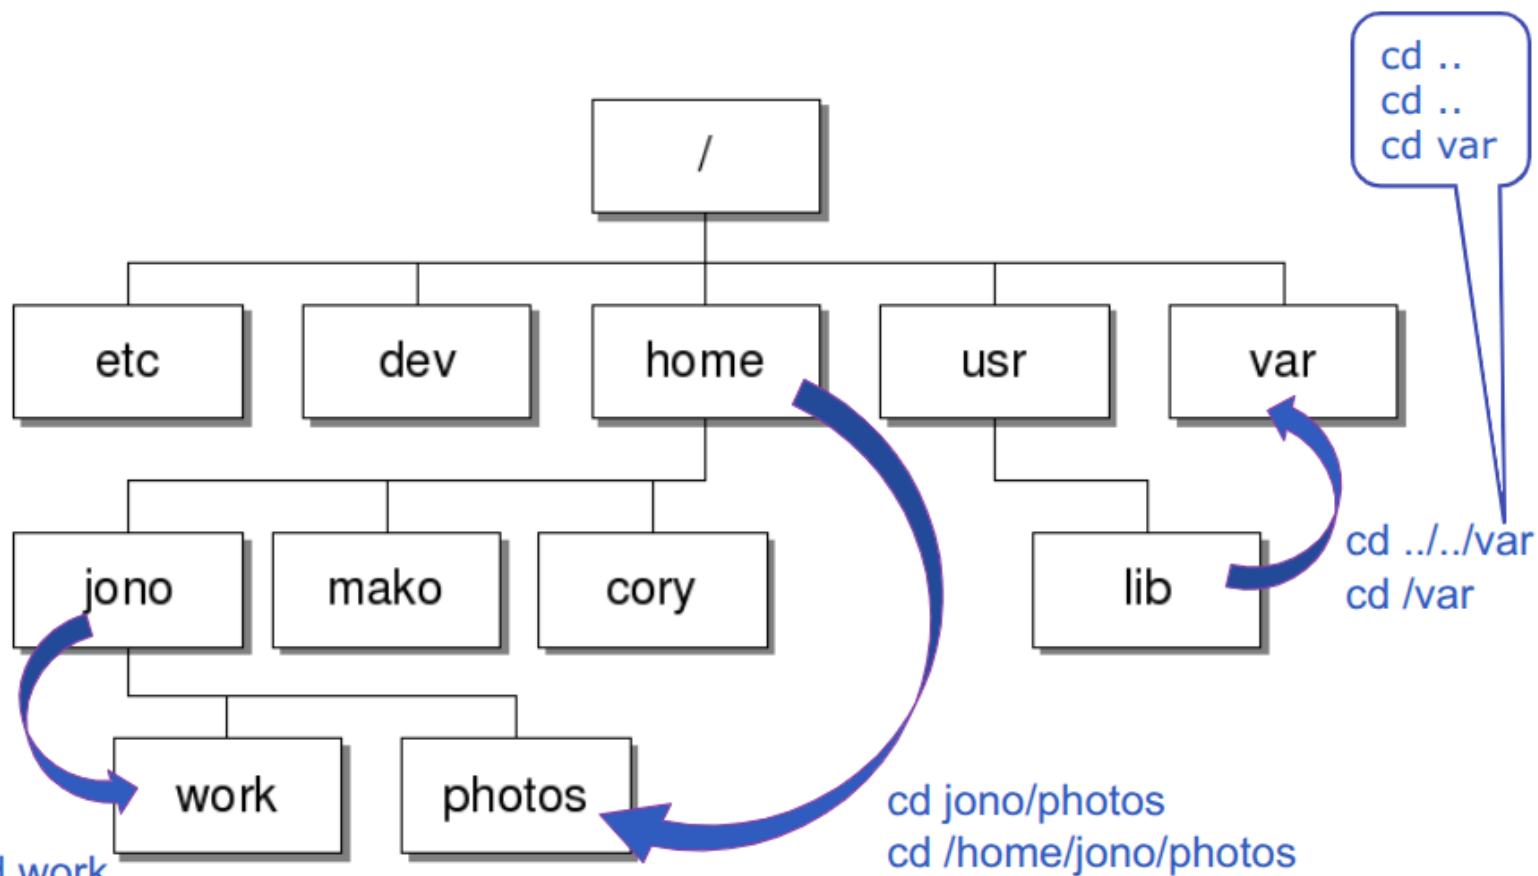 cd ..
cd ..
cd var
/
etc
dev
home
usr
var
jono
mako
cory
lib
cd ../../var
cd /var
work
photos
cd jono/photos
cd /home/jono/photos
work